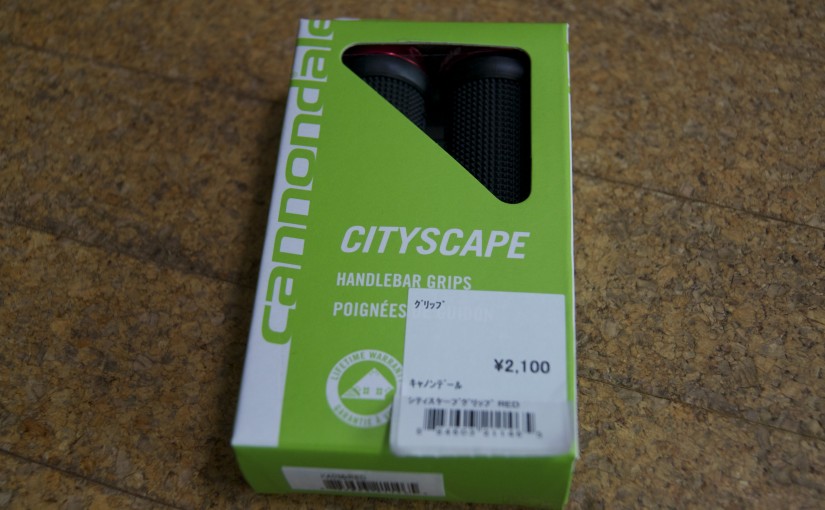 cannondale
CITYSCAPE
HANDLEBAR GRIPS
POIGNÉES
グリップ
¥2,100
キャノンデール
シティスケープグリップ RED
LIFETIME WARRANTY
GARANTIE À